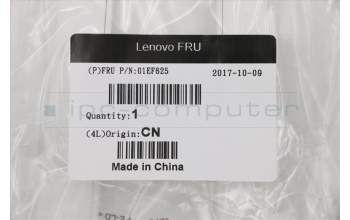 Lenovo FRU
(P)FRU P/N:01EF625 2017-10-09
ipc-computer
Quantity:1
(4L)Origin:CN
Made in China